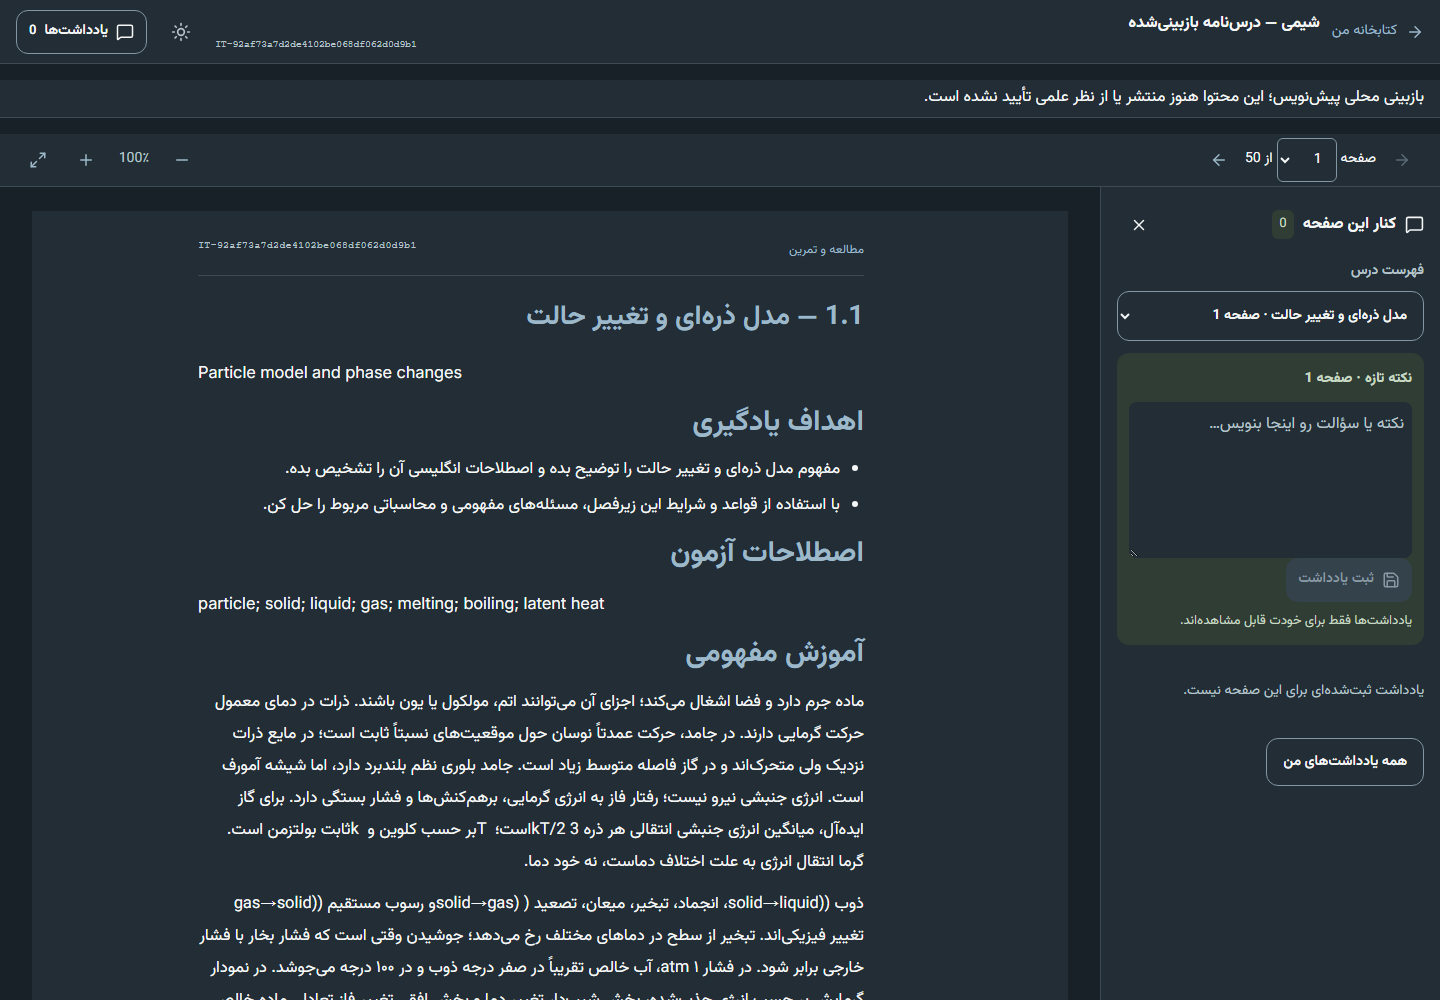 کتابخانه من
شیمی — درس‌نامه بازبینی‌شده
IT-92af73a7d2de4102be068df062d0d9b1
یادداشت‌ها 0
بازبینی محلی پیش‌نویس؛ این محتوا هنوز منتشر یا از نظر علمی تأیید نشده است.
صفحه 1 از 50
100٪
کنار این صفحه 0
فهرست درس
مدل ذره‌ای و تغییر حالت · صفحه 1
نکته تازه · صفحه 1
نکته یا سؤالت رو اینجا بنویس...
ثبت یادداشت
یادداشت‌ها فقط برای خودت قابل مشاهده‌اند.
یادداشت ثبت‌شده‌ای برای این صفحه نیست.
همه یادداشت‌های من
مطالعه و تمرین
IT-92af73a7d2de4102be068df062d0d9b1
1.1 — مدل ذره‌ای و تغییر حالت
Particle model and phase changes
اهداف یادگیری
• مفهوم مدل ذره‌ای و تغییر حالت را توضیح بده و اصطلاحات انگلیسی آن را تشخیص بده.
• با استفاده از قواعد و شرایط این زیرفصل، مسئله‌های مفهومی و محاسباتی مربوط را حل کن.
اصطلاحات آزمون
particle; solid; liquid; gas; melting; boiling; latent heat
آموزش مفهومی
ماده جرم دارد و فضا اشغال می‌کند؛ اجزای آن می‌توانند اتم، مولکول یا یون باشند. ذرات در دمای معمول
حرکت گرمایی دارند. در جامد، حرکت عمدتاً نوسان حول موقعیت‌های نسبتاً ثابت است؛ در مایع ذرات
نزدیک ولی متحرک‌اند و در گاز فاصله متوسط زیاد است. جامد بلوری نظم بلندبرد دارد، اما شیشه آمورف
است. انرژی جنبشی نیرو نیست؛ رفتار فاز به انرژی گرمایی، برهم‌کنش‌ها و فشار بستگی دارد. برای گاز
ایده‌آل، میانگین انرژی جنبشی انتقالی هر ذره 3 kT/2است؛ Tبر حسب کلوین و kثابت بولتزمن است.
گرما انتقال انرژی به علت اختلاف دماست، نه خود دما.
ذوب ((solid→liquid، انجماد، تبخیر، میعان، تصعید ( (solid→gasو رسوب مستقیم ((gas→solid
تغییر فیزیکی‌اند. تبخیر از سطح در دماهای مختلف رخ می‌دهد؛ جوشیدن وقتی است که فشار بخار با فشار
خارجی برابر شود. در فشار ۱ atm، آب خالص تقریباً در صفر درجه ذوب و در ۱۰۰ درجه می‌جوشد. در نمودار